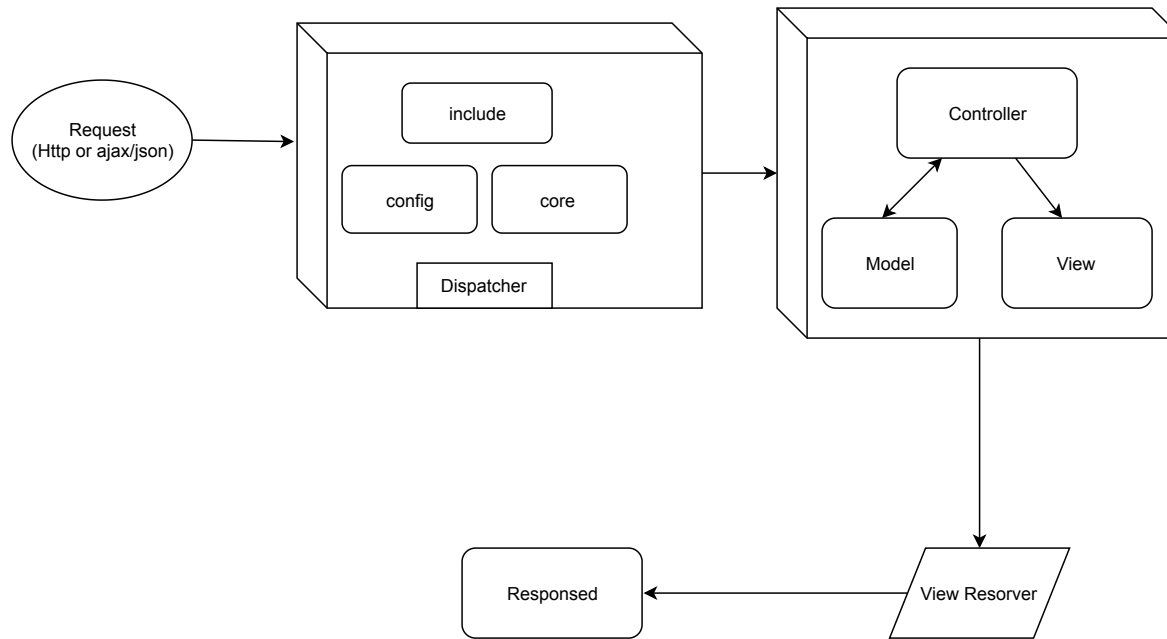 Request
(Http or ajax/json)
include
config
core
Dispatcher
Controller
Model
View
View Resorver
Responsed